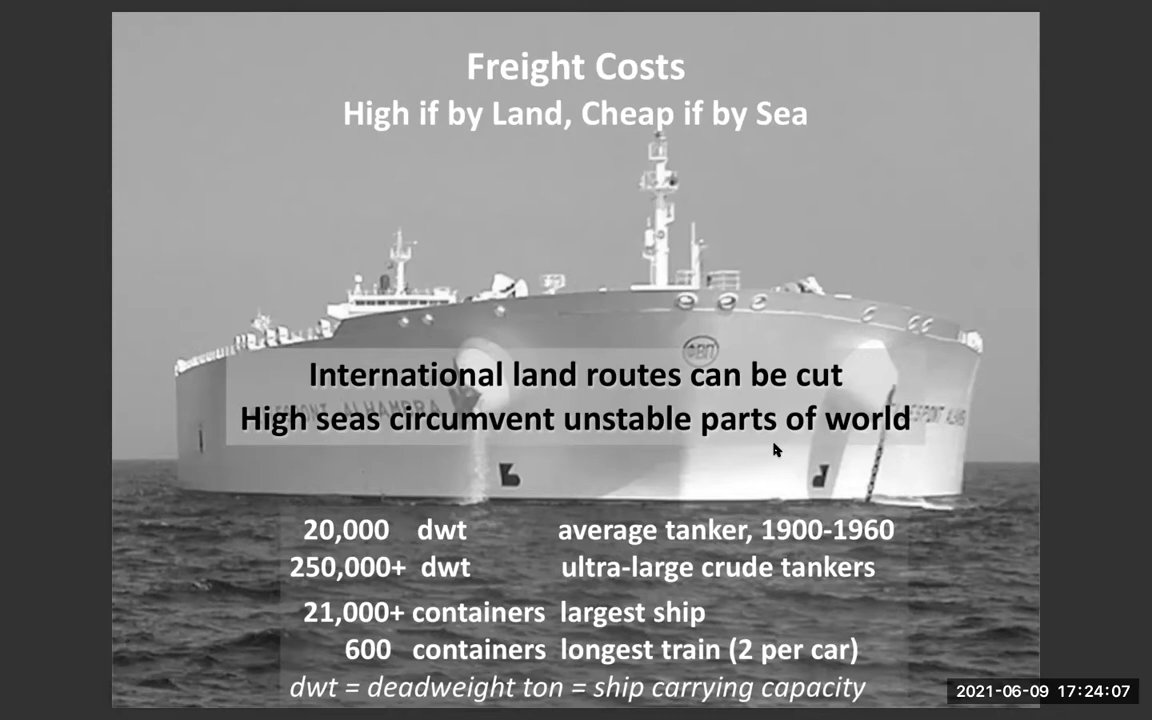 Freight Costs
High if by Land, Cheap if by Sea
International land routes can be cut
High seas circumvent unstable parts of world
20,000 dwt average tanker, 1900-1960
250,000+ dwt ultra-large crude tankers
21,000+ containers largest ship
600 containers longest train (2 per car)
dwt = deadweight ton = ship carrying capacity
2021-06-09 17:24:07